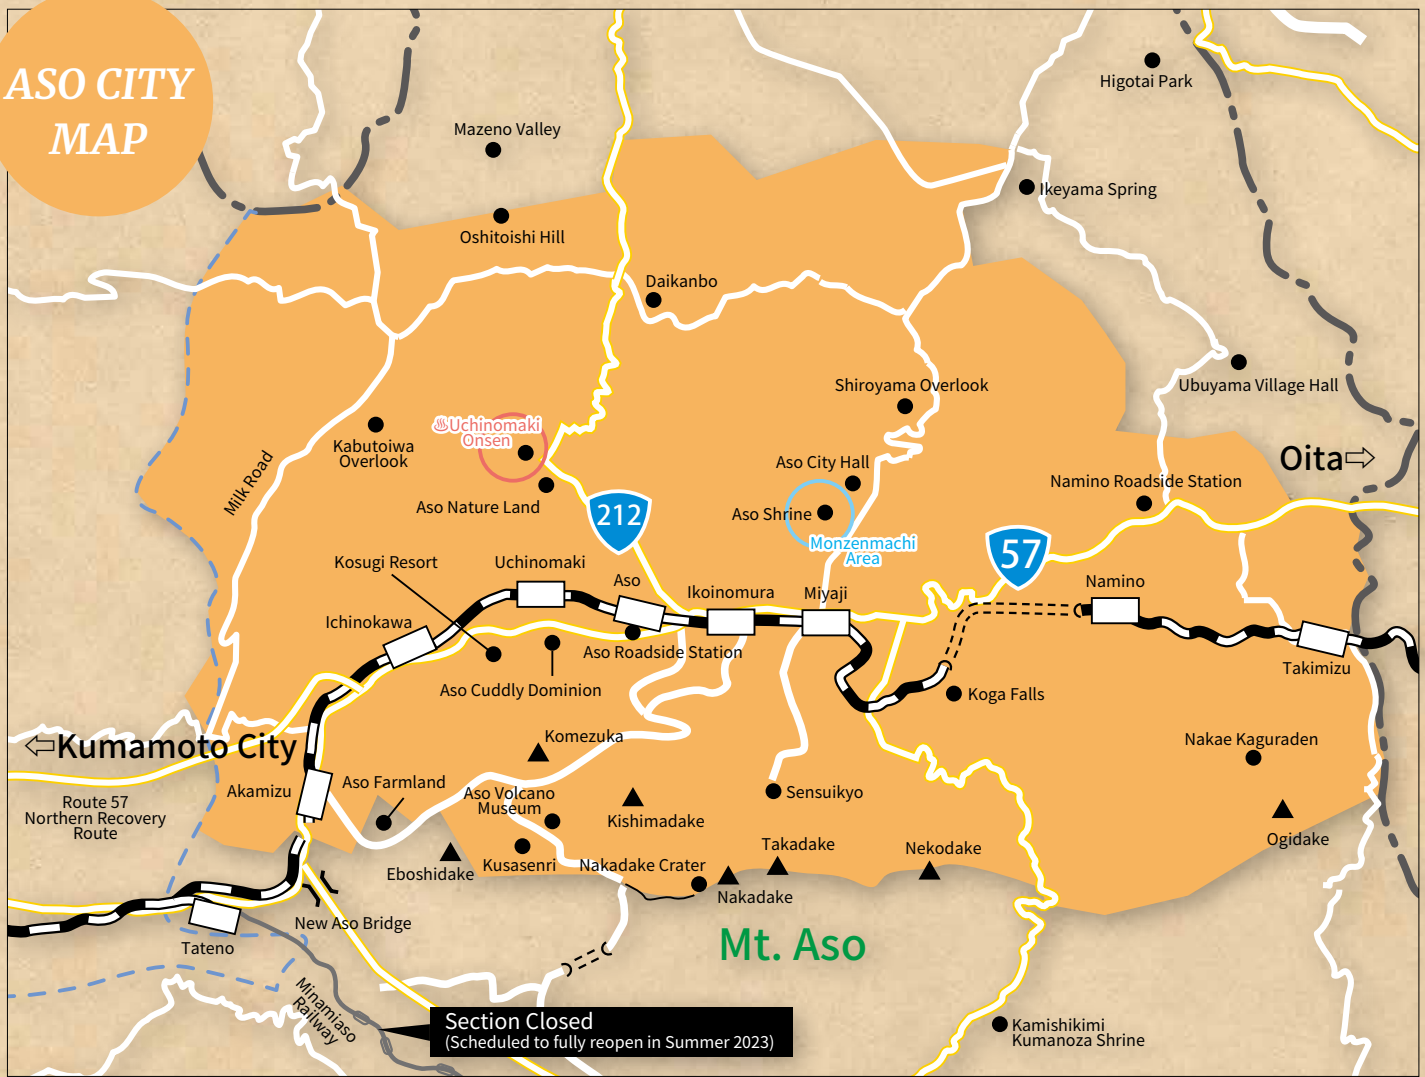 ASO CITY
MAP
Higotai Park
Mazeno Valley
Ikeyama Spring
Oshitoishi Hill
Daikanbo
Ubuyama Village Hall
Shiroyama Overlook
Uchinomaki
Onsen
Kabutoiwa
Overlook
Oita
Aso City Hall
Milk Road
Namino Roadside Station
Aso Nature Land
212
Aso Shrine
Monzenmachi
Area
57
Kosugi Resort
Uchinomaki
Aso
Ikoinomura
Miyaji
Namino
Ichinokawa
Aso Roadside Station
Takimizu
Aso Cuddly Dominion
Koga Falls
Kumamoto City
Komezuka
Nakae Kaguraden
Akamizu
Aso Farmland
Aso Volcano
Museum
Sensuikyo
Route 57
Northern Recovery
Route
Kishimadake
Ogidake
Takadake
Nekodake
Eboshidake
Kusasenri
Nakadake Crater
Nakadake
New Aso Bridge
Tateno
Mt. Aso
Minamiaso
Railway
Section Closed
(Scheduled to fully reopen in Summer 2023)
Kamishikimi
Kumanoza Shrine